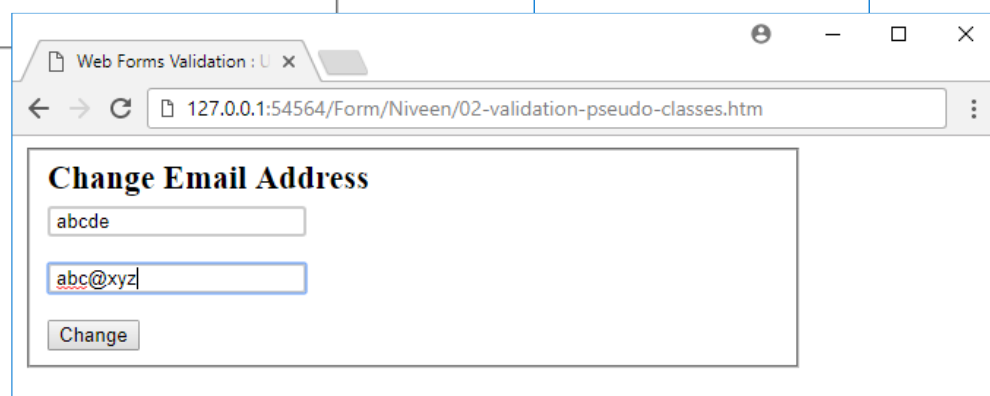 Web Forms Validation : U
127.0.0.1:54564/Form/Niveen/02-validation-pseudo-classes.htm
Change Email Address
abcde
abc@xyz
Change